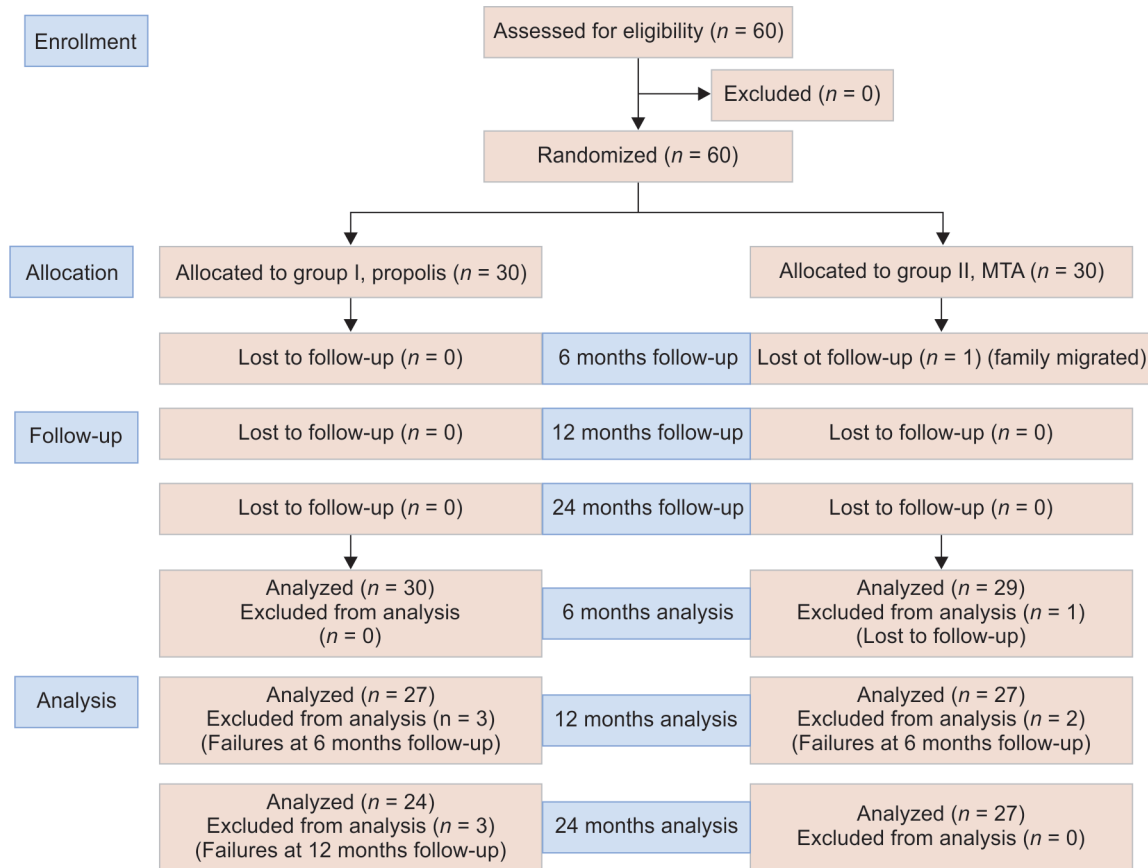 Enrollment
Assessed for eligibility (n = 60)
Excluded (n = 0)
Randomized (n = 60)
Allocation
Allocated to group I, propolis (n = 30)
Allocated to group II, MTA (n = 30)
Lost to follow-up (n = 0)
6 months follow-up
Lost ot follow-up (n = 1) (family migrated)
Follow-up
Lost to follow-up (n = 0)
12 months follow-up
Lost to follow-up (n = 0)
Lost to follow-up (n = 0)
24 months follow-up
Lost to follow-up (n = 0)
Analyzed (n = 30)
Excluded from analysis
(n = 0)
6 months analysis
Analyzed (n = 29)
Excluded from analysis (n = 1)
(Lost to follow-up)
Analysis
Analyzed (n = 27)
Excluded from analysis (n = 3)
(Failures at 6 months follow-up)
12 months analysis
Analyzed (n = 27)
Excluded from analysis (n = 2)
(Failures at 6 months follow-up)
Analyzed (n = 24)
Excluded from analysis (n = 3)
(Failures at 12 months follow-up)
24 months analysis
Analyzed (n = 27)
Excluded from analysis (n = 0)